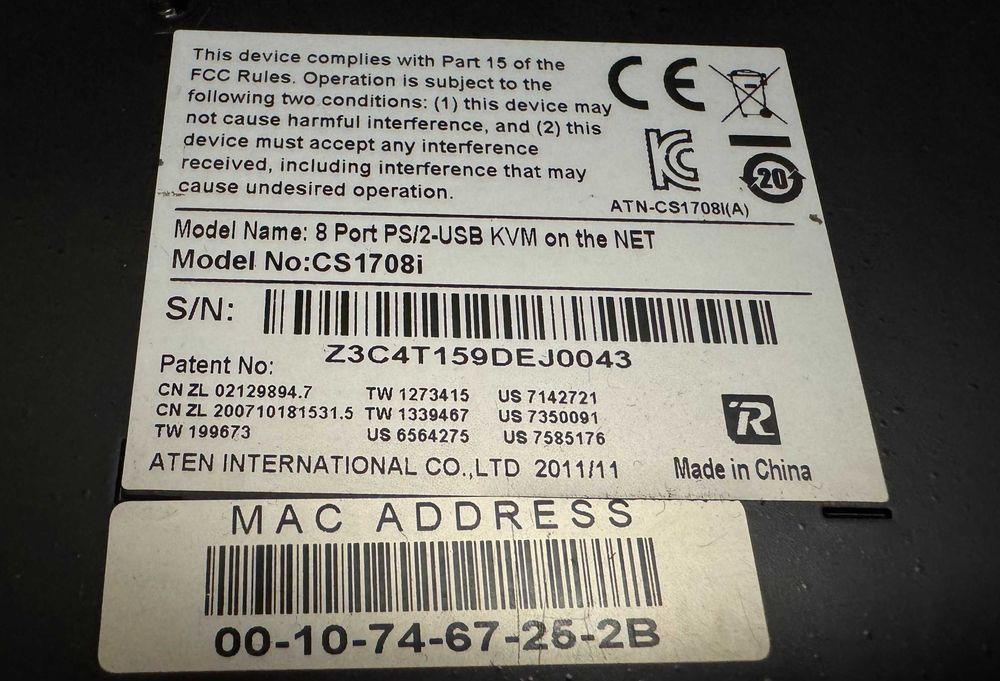 This device complies with Part 15 of the
FCC Rules. Operation is subject to the
following two conditions: (1) this device may
not cause harmful interference, and (2) this
device must accept any interference
received, including interference that may
cause undesired operation.
CE
20
ATN-CS1708I(A)
Model Name: 8 Port PS/2-USB KVM on the NET
Model No:CS1708i
S/N:
Z3C4T159DEJ0043
Patent No:
CN ZL 02129894.7 TW 1273415 US 7142721
CN ZL 200710181531.5 TW 1339467 US 7350091
TW 199673 US 6564275 US 7585176
ATEN INTERNATIONAL CO.,LTD 2011/11 Made in China
MAC ADDRESS
00-10-74-67-26-2B